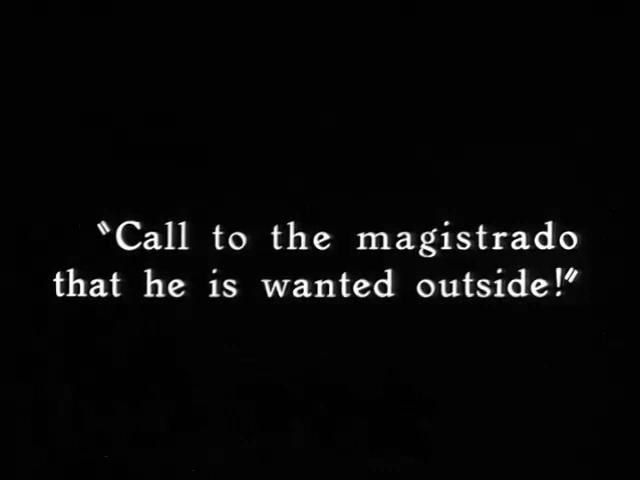 "Call to the magistrado
that he is wanted outside!"